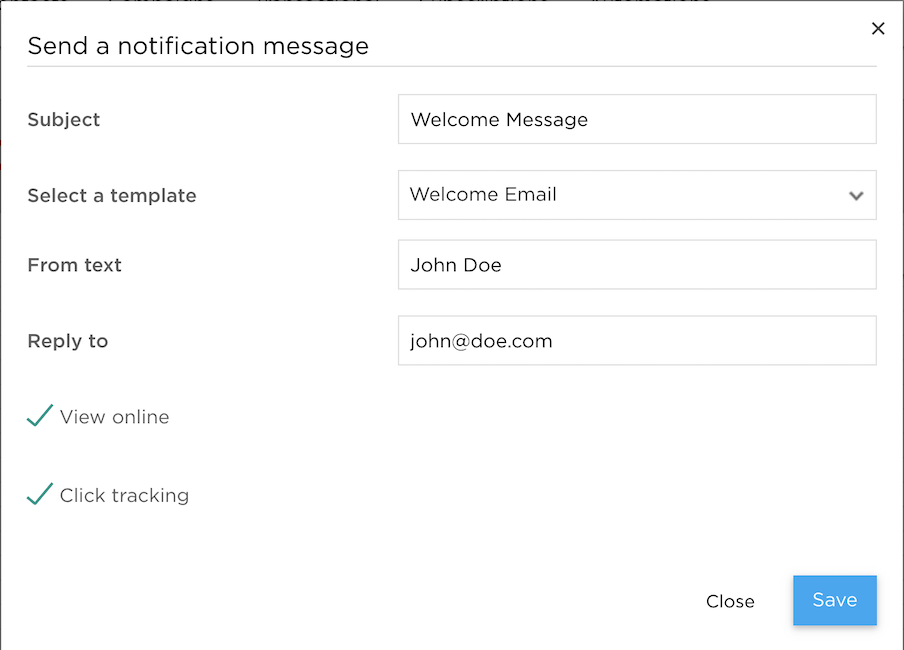 Send a notification message
Subject
Welcome Message
Select a template
Welcome Email
From text
John Doe
Reply to
john@doe.com
View online
Click tracking
Close
Save